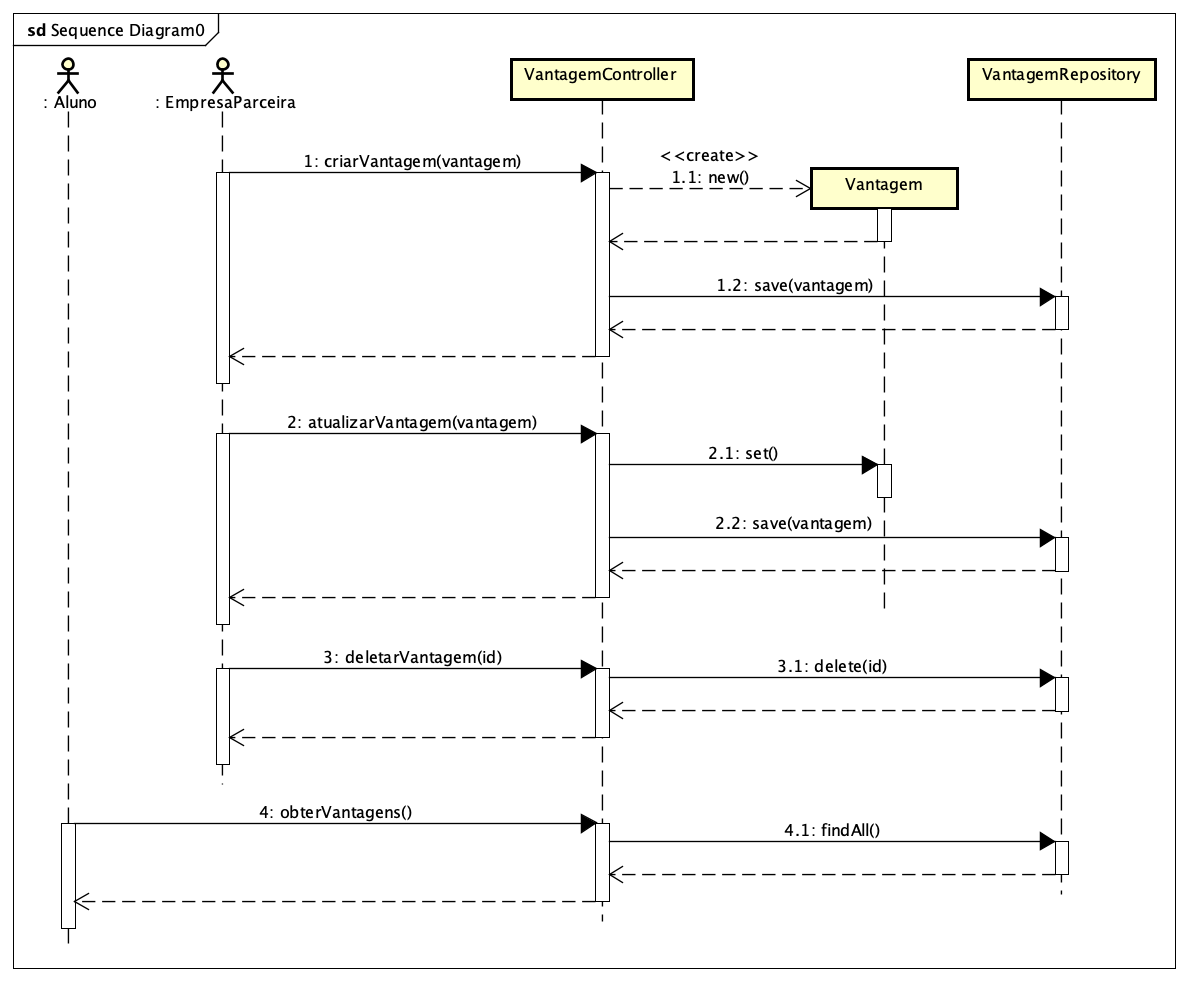 sd Sequence Diagram0
: Aluno
: EmpresaParceira
VantagemController
VantagemRepository
1: criarVantagem(vantagem)
<<create>>
1.1: new()
Vantagem
1.2: save(vantagem)
2: atualizarVantagem(vantagem)
2.1: set()
2.2: save(vantagem)
3: deletarVantagem(id)
3.1: delete(id)
4: obterVantagens()
4.1: findAll()